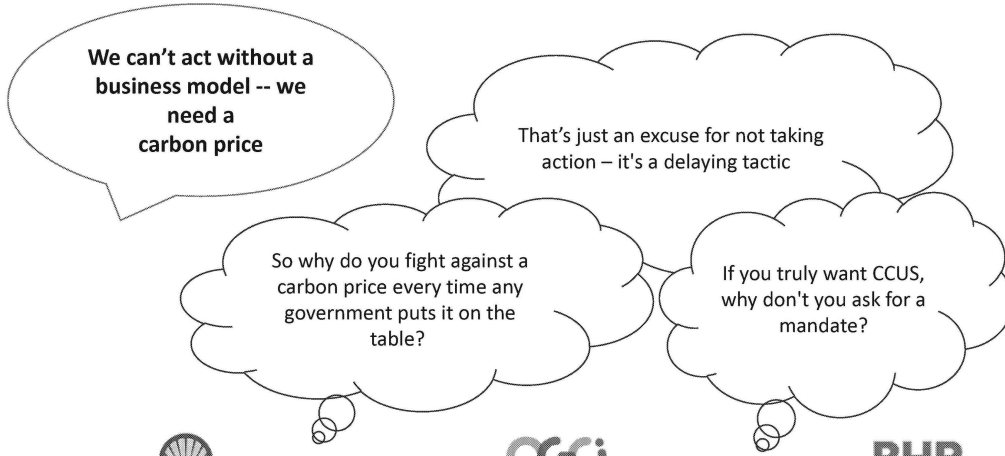 We can't act without a
business model -- we
need a
carbon price
That's just an excuse for not taking
action – it's a delaying tactic
So why do you fight against a
carbon price every time any
government puts it on the
table?
If you truly want CCUS,
why don't you ask for a
mandate?
OGCi
BHP